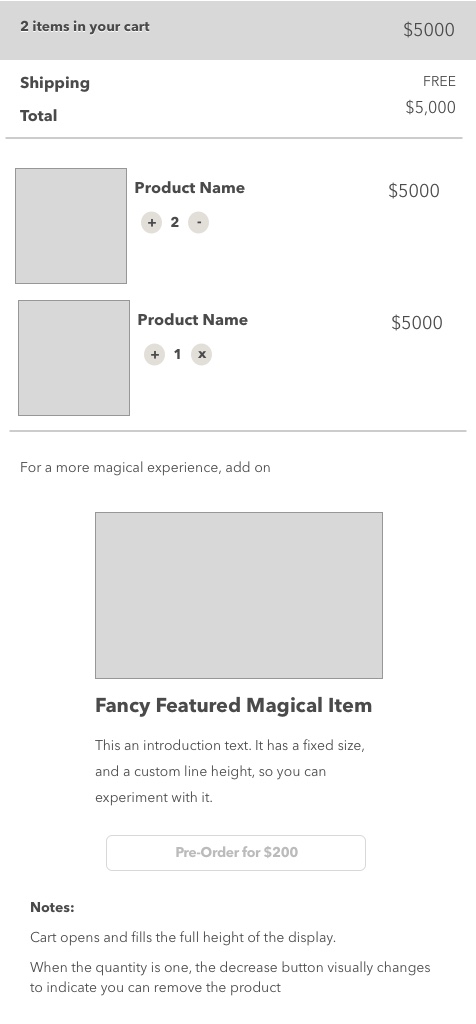 2 items in your cart $5000
Shipping FREE
Total $5,000
Product Name $5000
+ 2 -
Product Name $5000
+ 1 x
For a more magical experience, add on
Fancy Featured Magical Item
This an introduction text. It has a fixed size,
and a custom line height, so you can
experiment with it.
Pre-Order for $200
Notes:
Cart opens and fills the full height of the display.
When the quantity is one, the decrease button visually changes
to indicate you can remove the product